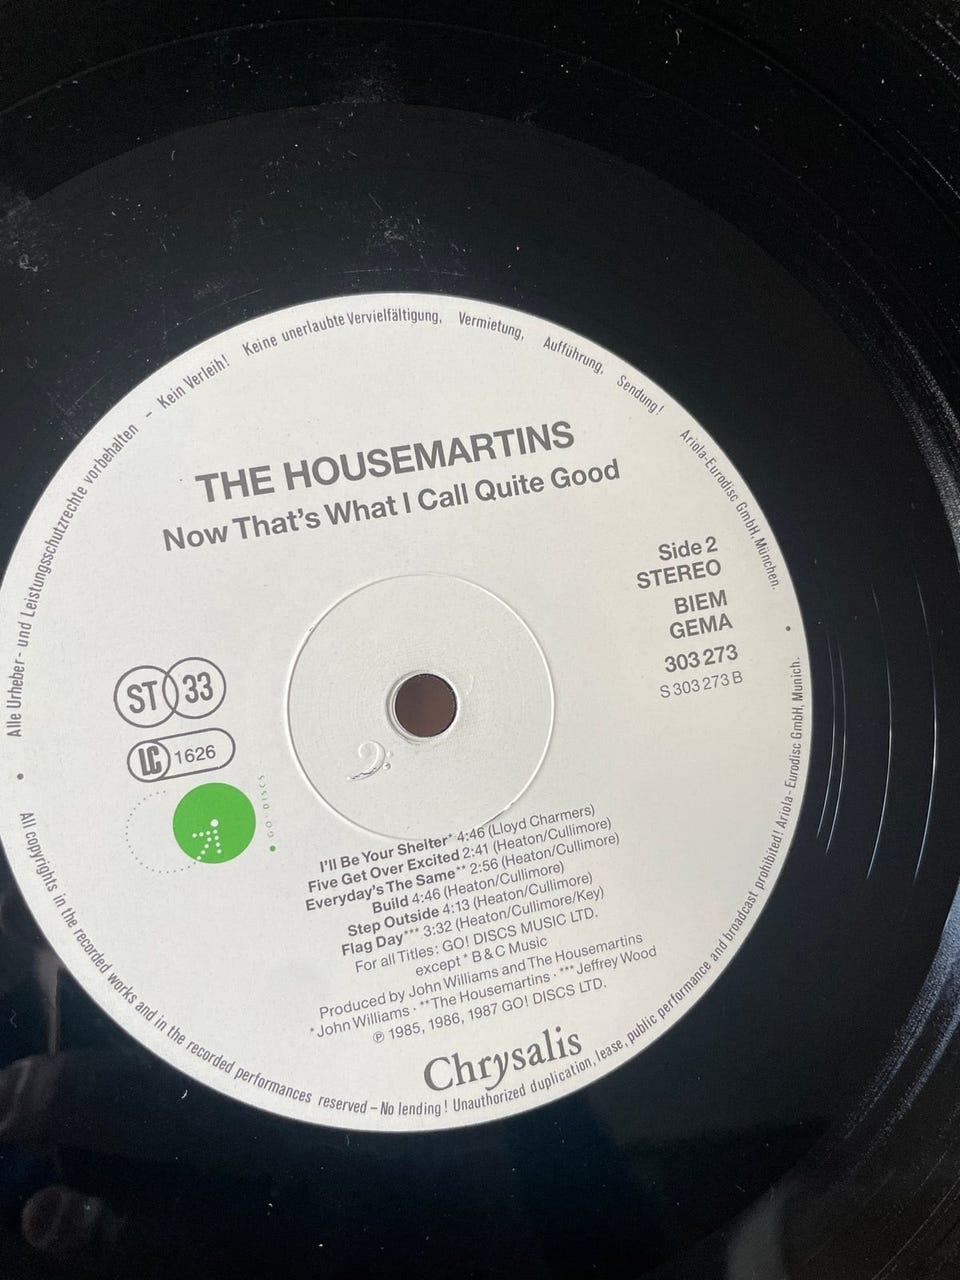 Alle Urheber- und Leistungsschutzrechte vorbehalten – Kein Verleih! Keine unerlaubte Vervielfältigung, Vermietung, Aufführung, Sendung! Ariola-Eurodisc GmbH, München.
THE HOUSEMARTINS
Now That's What I Call Quite Good
Side 2
STEREO
BIEM
GEMA
303 273
S 303 273 B
ST 33
LC 1626
GO! DISCS
I'll Be Your Shelter* 4:46 (Lloyd Charmers)
Five Get Over Excited 2:41 (Heaton/Cullimore)
Everyday's The Same** 2:56 (Heaton/Cullimore)
Build 4:46 (Heaton/Cullimore)
Step Outside 4:13 (Heaton/Cullimore)
Flag Day*** 3:32 (Heaton/Cullimore/Key)
For all Titles: GO! DISCS MUSIC LTD.
except * B & C Music
Produced by John Williams and The Housemartins
*John Williams · **The Housemartins · *** Jeffrey Wood
℗ 1985, 1986, 1987 GO! DISCS LTD.
Chrysalis
All copyrights in the recorded works and in the recorded performances reserved – No lending! Unauthorized duplication, lease, public performance and broadcast prohibited! Ariola-Eurodisc GmbH, Munich.